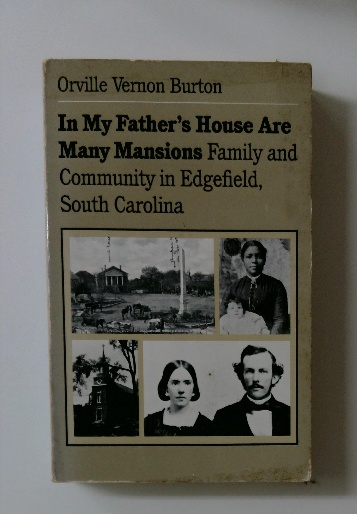 Orville Vernon Burton
In My Father's House Are
Many Mansions Family and
Community in Edgefield,
South Carolina